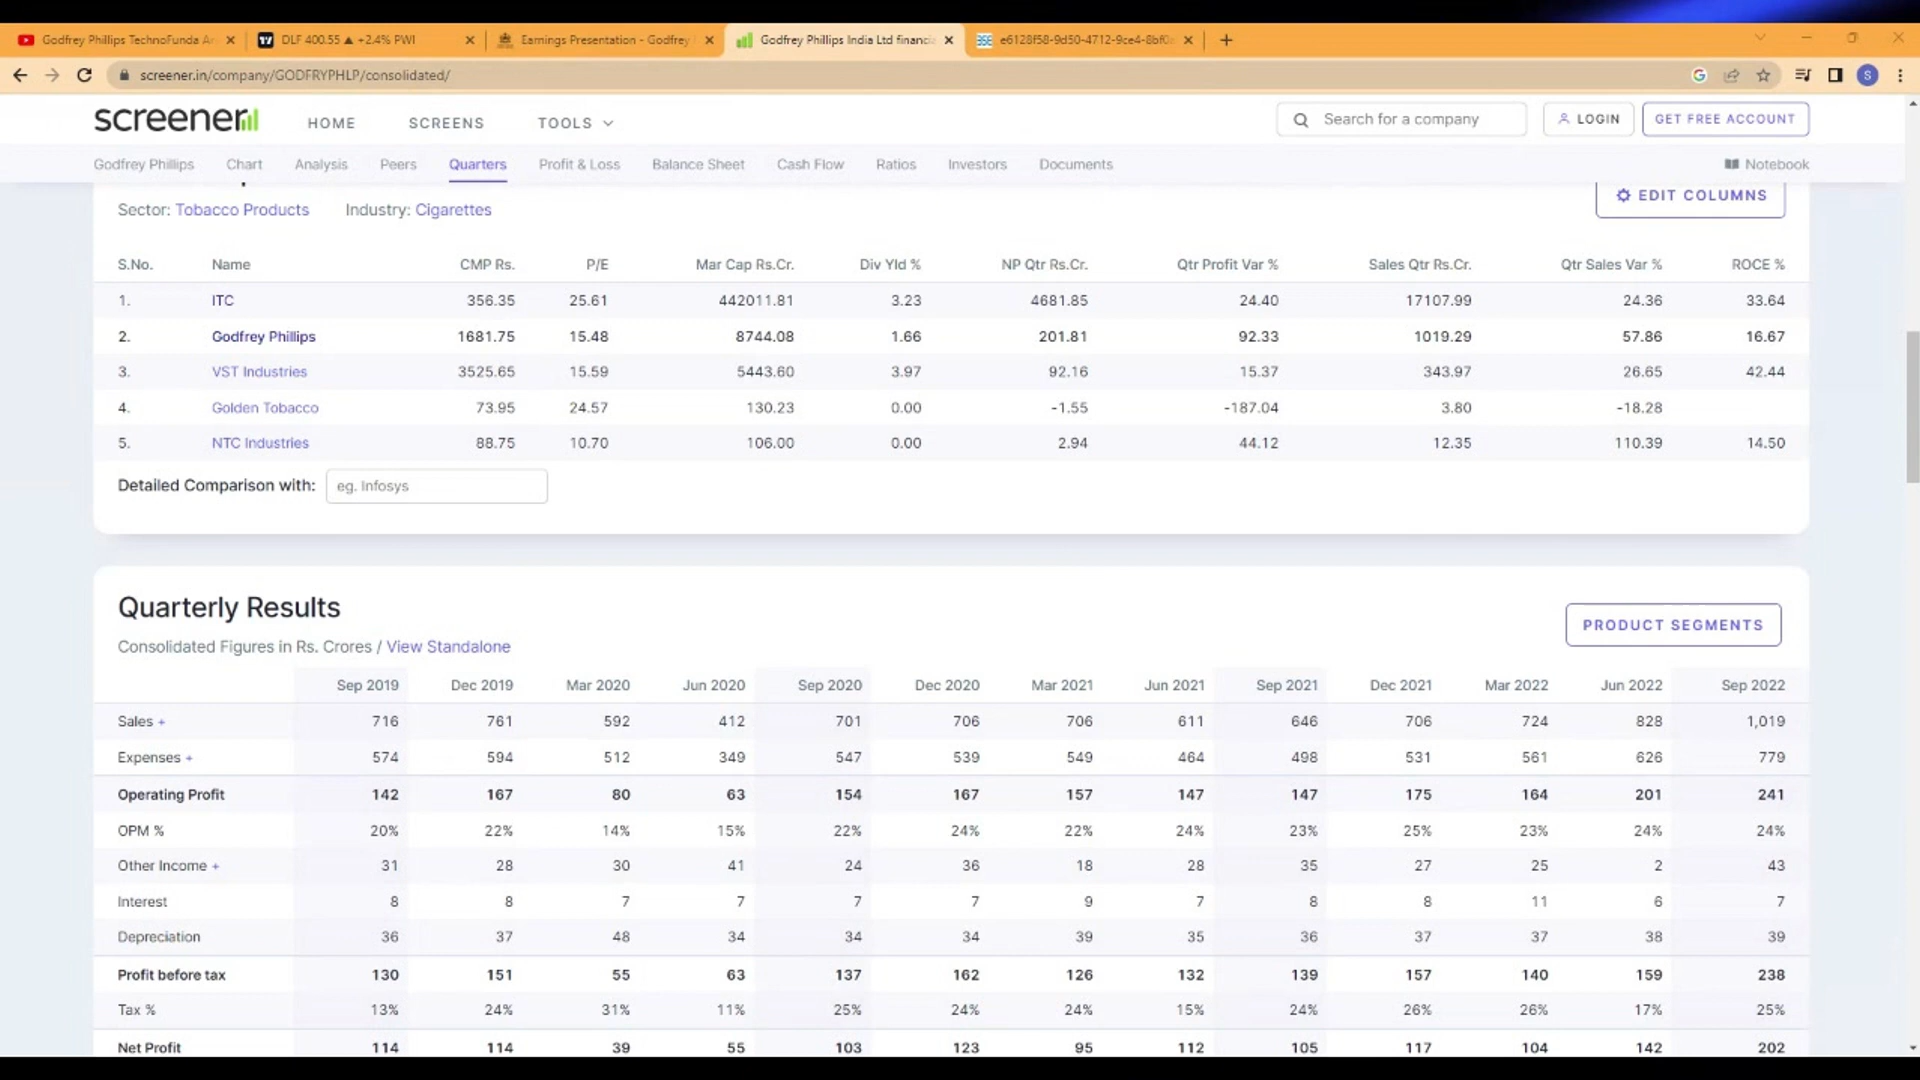 Godfrey Phillips TechnoFunda An
DLF 400.55 ▲ +2.4% PWI
Earnings Presentation - Godfrey
Godfrey Phillips India Ltd financia
e6128f58-9d50-4712-9ce4-8bf0
screener.in/company/GODFRYPHLP/consolidated/
S
screener HOME SCREENS TOOLS Search for a company LOGIN GET FREE ACCOUNT
Godfrey Phillips Chart Analysis Peers Quarters Profit & Loss Balance Sheet Cash Flow Ratios Investors Documents Notebook
Sector: Tobacco Products Industry: Cigarettes EDIT COLUMNS
S.No. Name CMP Rs. P/E Mar Cap Rs.Cr. Div Yld % NP Qtr Rs.Cr. Qtr Profit Var % Sales Qtr Rs.Cr. Qtr Sales Var % ROCE %
1. ITC 356.35 25.61 442011.81 3.23 4681.85 24.40 17107.99 24.36 33.64
2. Godfrey Phillips 1681.75 15.48 8744.08 1.66 201.81 92.33 1019.29 57.86 16.67
3. VST Industries 3525.65 15.59 5443.60 3.97 92.16 15.37 343.97 26.65 42.44
4. Golden Tobacco 73.95 24.57 130.23 0.00 -1.55 -187.04 3.80 -18.28
5. NTC Industries 88.75 10.70 106.00 0.00 2.94 44.12 12.35 110.39 14.50
Detailed Comparison with: eg. Infosys
Quarterly Results
PRODUCT SEGMENTS
Consolidated Figures in Rs. Crores / View Standalone
Sep 2019 Dec 2019 Mar 2020 Jun 2020 Sep 2020 Dec 2020 Mar 2021 Jun 2021 Sep 2021 Dec 2021 Mar 2022 Jun 2022 Sep 2022
Sales + 716 761 592 412 701 706 706 611 646 706 724 828 1,019
Expenses + 574 594 512 349 547 539 549 464 498 531 561 626 779
Operating Profit 142 167 80 63 154 167 157 147 147 175 164 201 241
OPM % 20% 22% 14% 15% 22% 24% 22% 24% 23% 25% 23% 24% 24%
Other Income + 31 28 30 41 24 36 18 28 35 27 25 2 43
Interest 8 8 7 7 7 7 9 7 8 8 11 6 7
Depreciation 36 37 48 34 34 34 39 35 36 37 37 38 39
Profit before tax 130 151 55 63 137 162 126 132 139 157 140 159 238
Tax % 13% 24% 31% 11% 25% 24% 24% 15% 24% 26% 26% 17% 25%
Net Profit 114 114 39 55 103 123 95 112 105 117 104 142 202